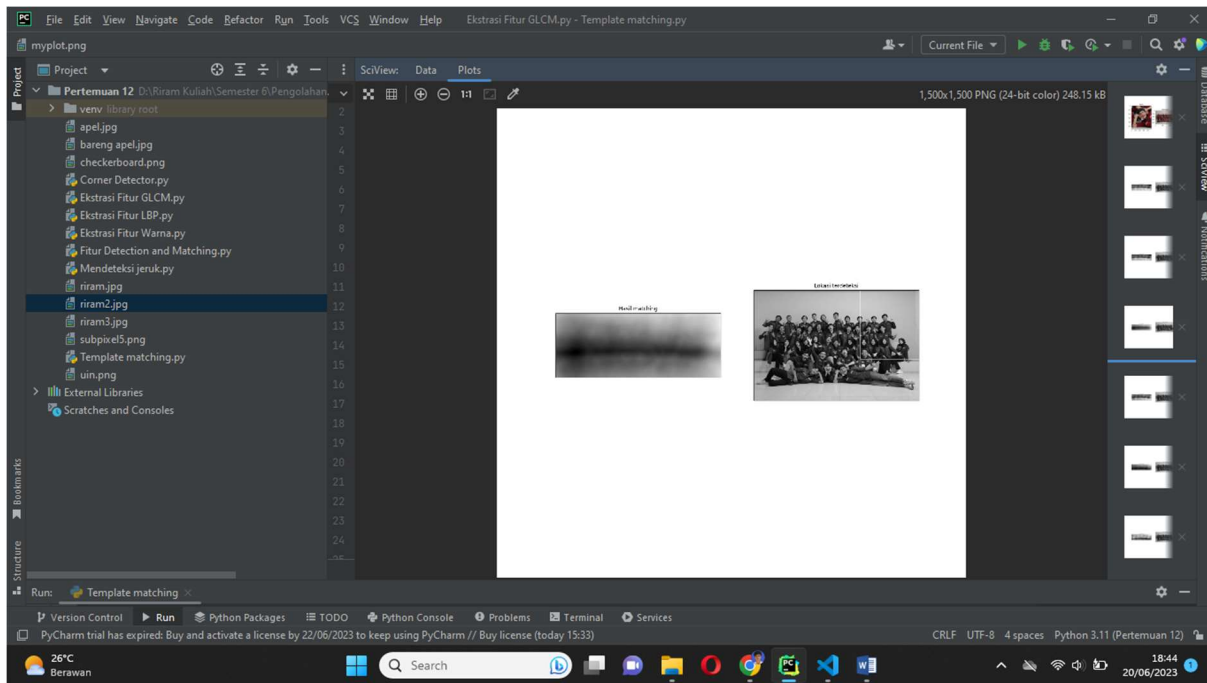 PC File Edit View Navigate Code Refactor Run Tools VCS Window Help Ekstrasi Fitur GLCM.py - Template matching.py
myplot.png
Current File
Project
SciView: Data Plots
Pertemuan 12 D:\Riram Kuliah\Semester 6\Pengolahan.
1:1
1,500x1,500 PNG (24-bit color) 248.15 kB
venv library root
apel.jpg
bareng apel.jpg
checkerboard.png
Corner Detector.py
Ekstrasi Fitur GLCM.py
Ekstrasi Fitur LBP.py
Ekstrasi Fitur Warna.py
Fitur Detection and Matching.py
Mendeteksi jeruk.py
riram.jpg
riram2.jpg
riram3.jpg
subpixel5.png
Template matching.py
uin.png
External Libraries
Scratches and Consoles
2
3
4
5
6
7
8
9
10
11
12
13
14
15
16
17
18
19
20
21
22
23
24
25
Hasil matching
Lokasi terdeteksi
Project
Bookmarks
Structure
Database
SciView
Notifications
Run: Template matching
Version Control Run Python Packages TODO Python Console Problems Terminal Services
PyCharm trial has expired: Buy and activate a license by 22/06/2023 to keep using PyCharm // Buy license (today 15:33)
CRLF UTF-8 4 spaces Python 3.11 (Pertemuan 12)
26°C
Berawan
Search
PC
18:44
20/06/2023
1